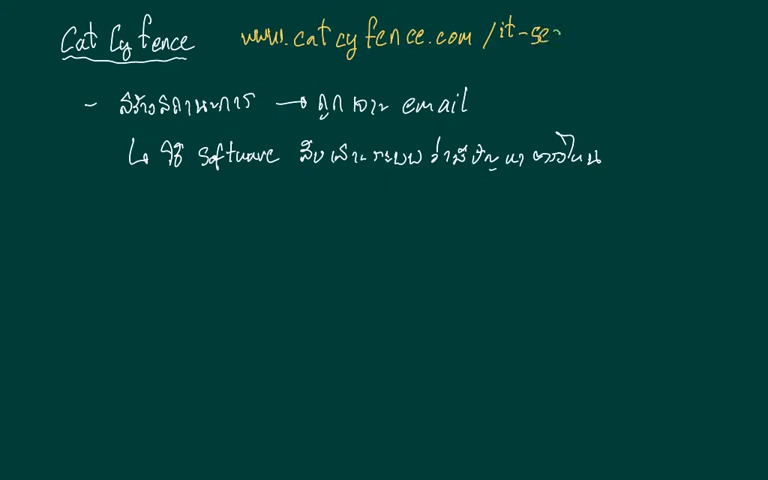 Cat Cyfence www.catcyfence.com/it-se
- สร้างสถานะการ → ถูกเจาะ email
↳ ใช้ software สืบเจาะระบบว่ามีปัญหาตรงไหน